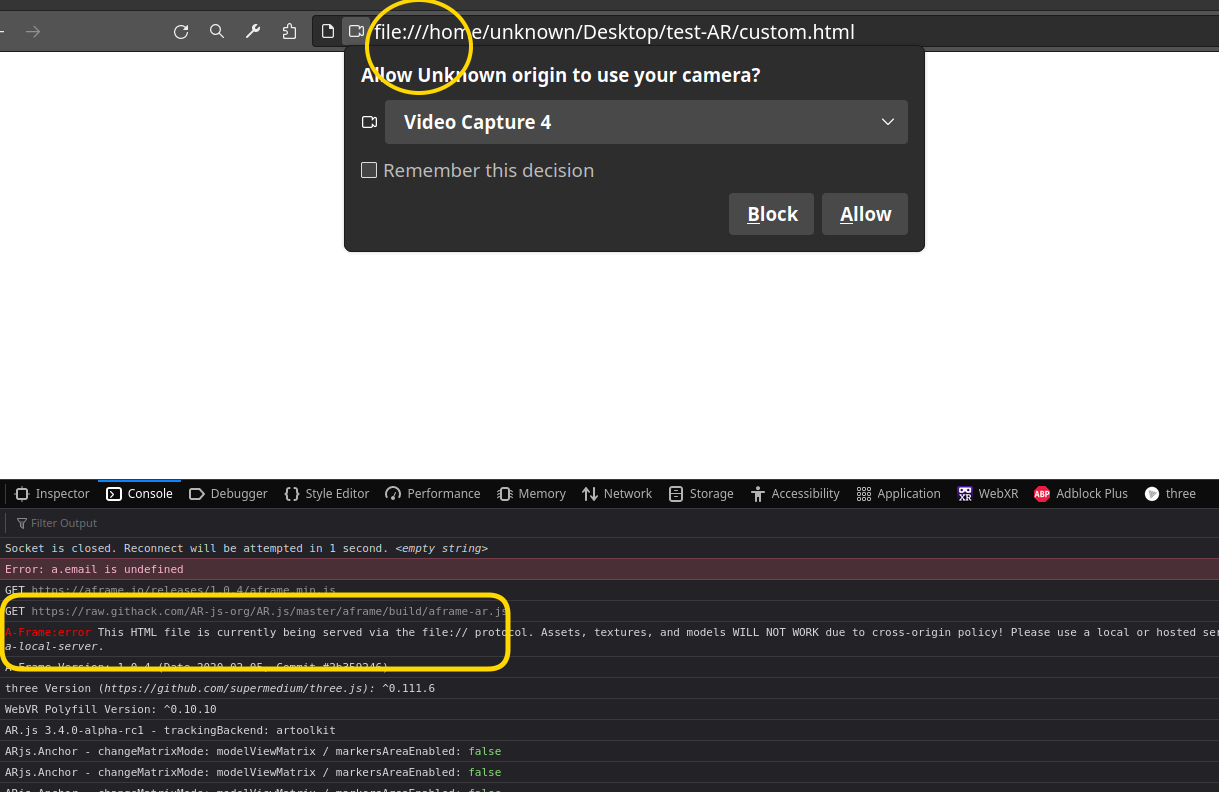 file:///home/unknown/Desktop/test-AR/custom.html
Allow Unknown origin to use your camera?
Video Capture 4
Remember this decision
Block Allow
Inspector Console Debugger Style Editor Performance Memory Network Storage Accessibility Application WebXR Adblock Plus three
Filter Output
Socket is closed. Reconnect will be attempted in 1 second. <empty string>
Error: a.email is undefined
GET https://aframe.io/releases/1.0.4/aframe.min.js
GET https://raw.githack.com/AR-js-org/AR.js/master/aframe/build/aframe-ar.js
A-Frame:error This HTML file is currently being served via the file:// protocol. Assets, textures, and models WILL NOT WORK due to cross-origin policy! Please use a local or hosted ser
a-local-server.
A-Frame Version: 1.0.4 (Date 2020-02-05, Commit #2b359246)
three Version (https://github.com/supermedium/three.js): ^0.111.6
WebVR Polyfill Version: ^0.10.10
AR.js 3.4.0-alpha-rc1 - trackingBackend: artoolkit
ARjs.Anchor - changeMatrixMode: modelViewMatrix / markersAreaEnabled: false
ARjs.Anchor - changeMatrixMode: modelViewMatrix / markersAreaEnabled: false
ARjs.Anchor - changeMatrixMode: modelViewMatrix / markersAreaEnabled: false